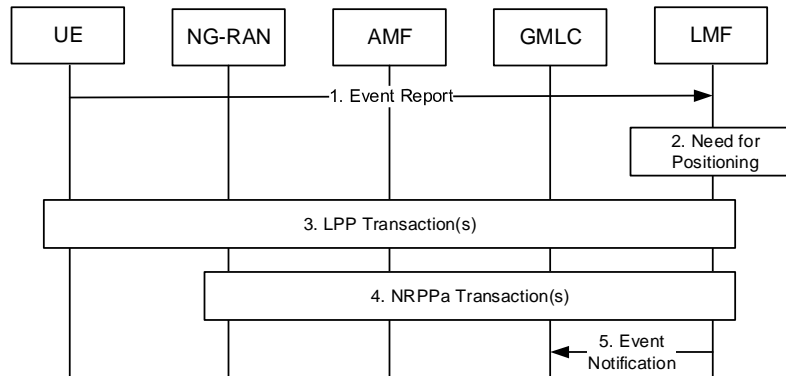 UE
NG-RAN
AMF
GMLC
LMF
1. Event Report
2. Need for
Positioning
3. LPP Transaction(s)
4. NRPPa Transaction(s)
5. Event
Notification